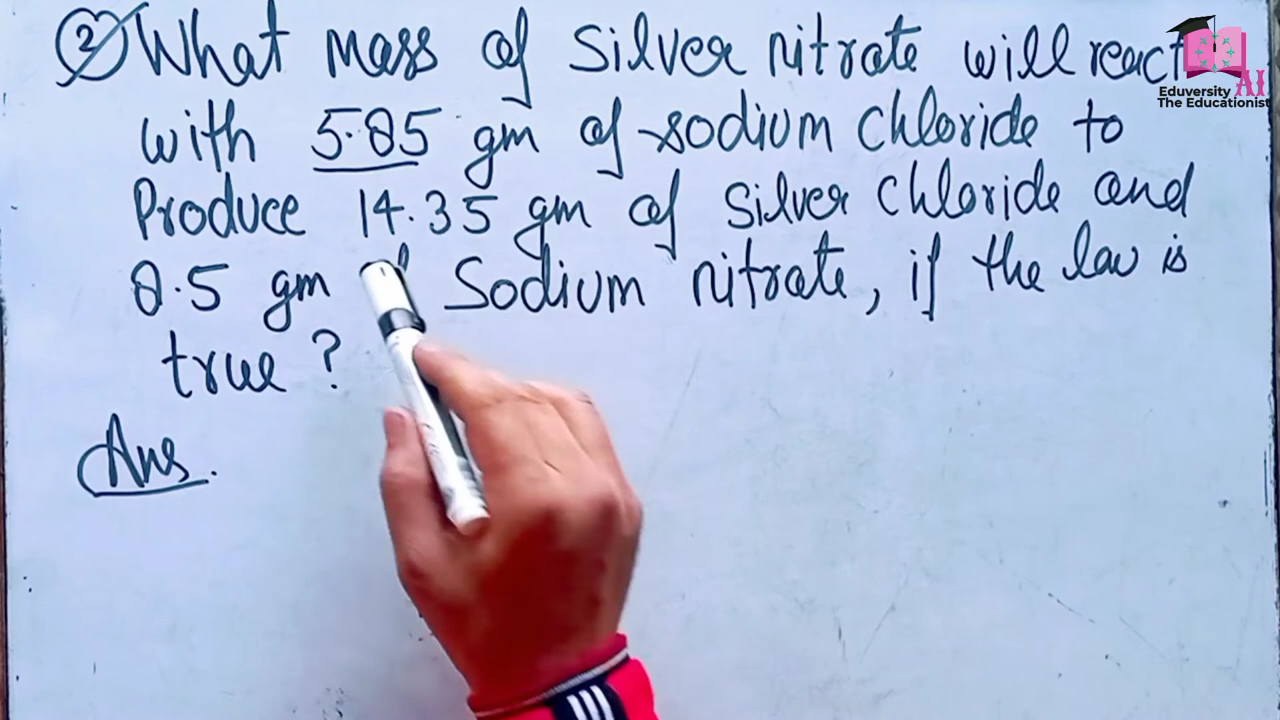 ② What mass of silver nitrate will react
with 5.85 gm of sodium chloride to
Produce 14.35 gm of silver chloride and
8.5 gm Sodium nitrate, if the law is
true ?
Ans.
AI
Eduversity
The Educationist